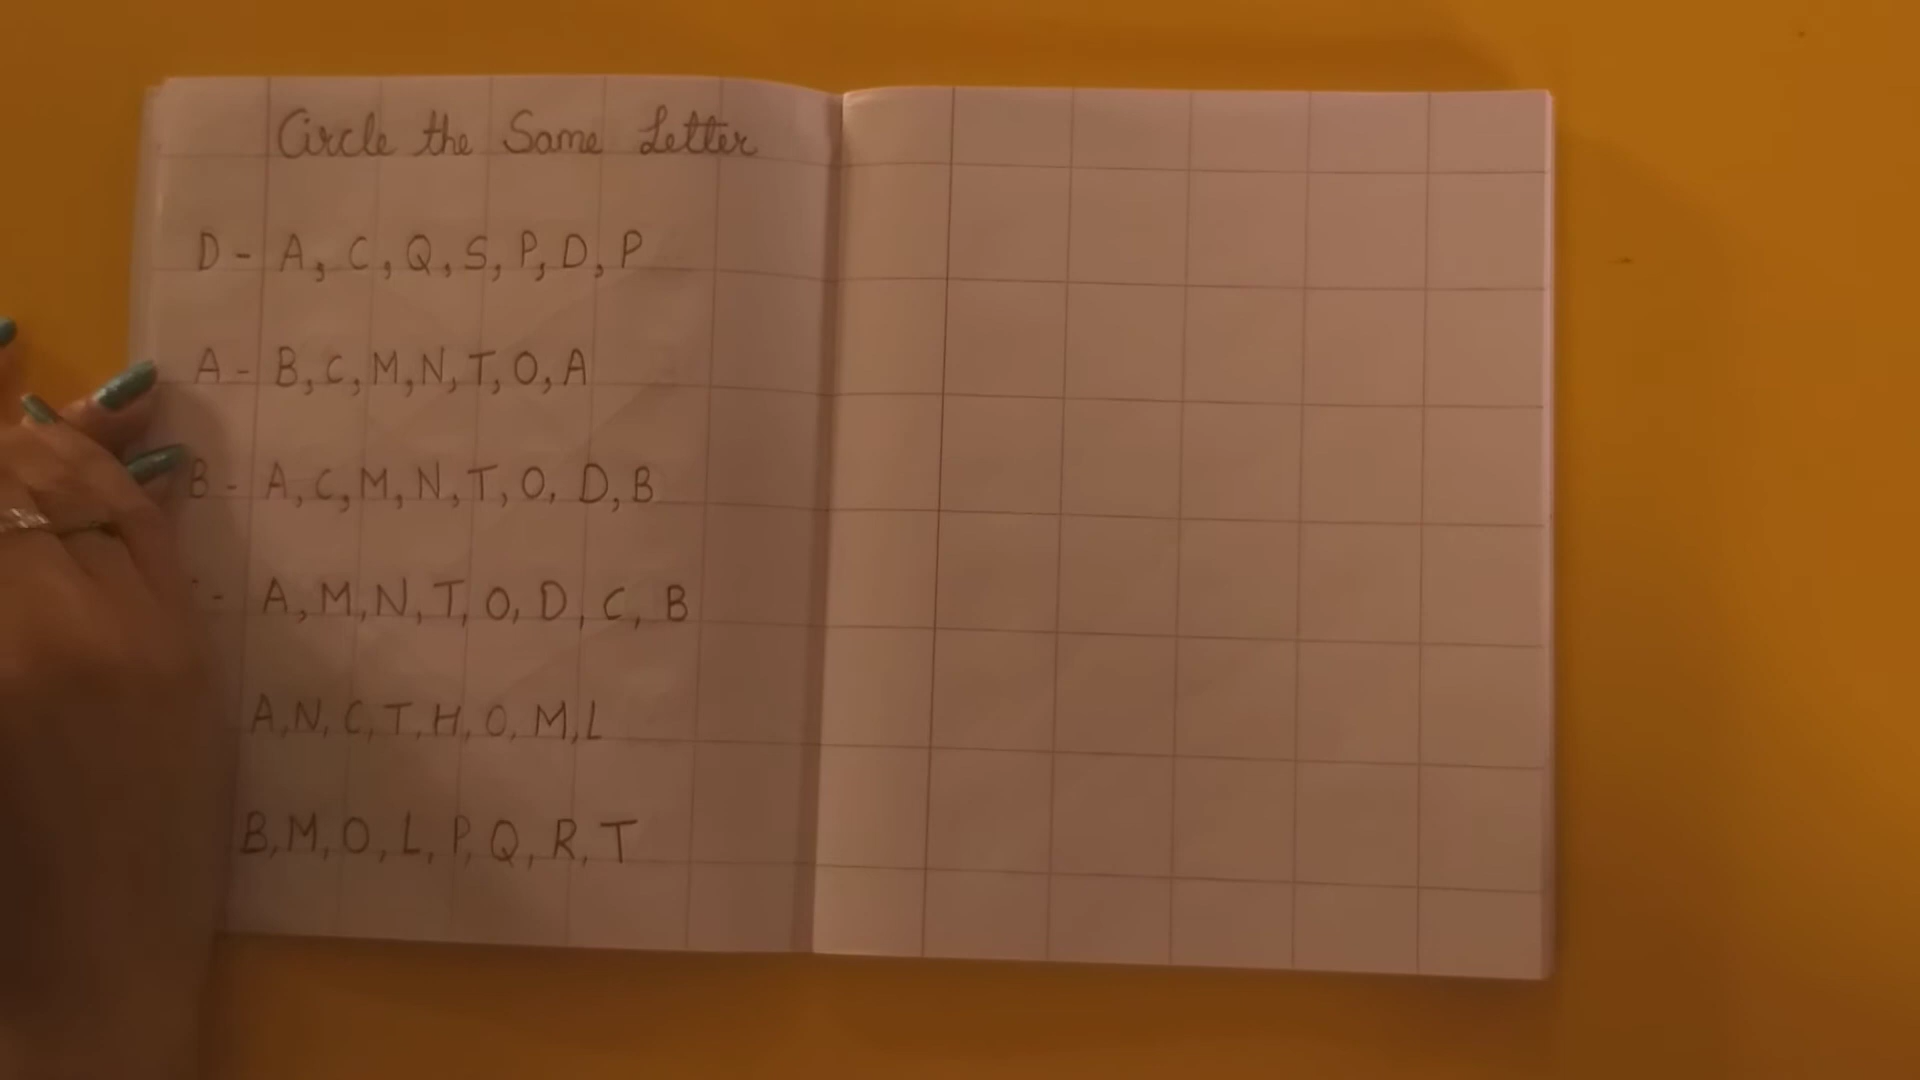 Circle the Same Letter
D - A, C, Q, S, P, D, P
A - B, C, M, N, T, O, A
B - A, C, M, N, T, O, D, B
- A, M, N, T, O, D, C, B
A, N, C, T, H, O, M, L
B, M, O, L, P, Q, R, T